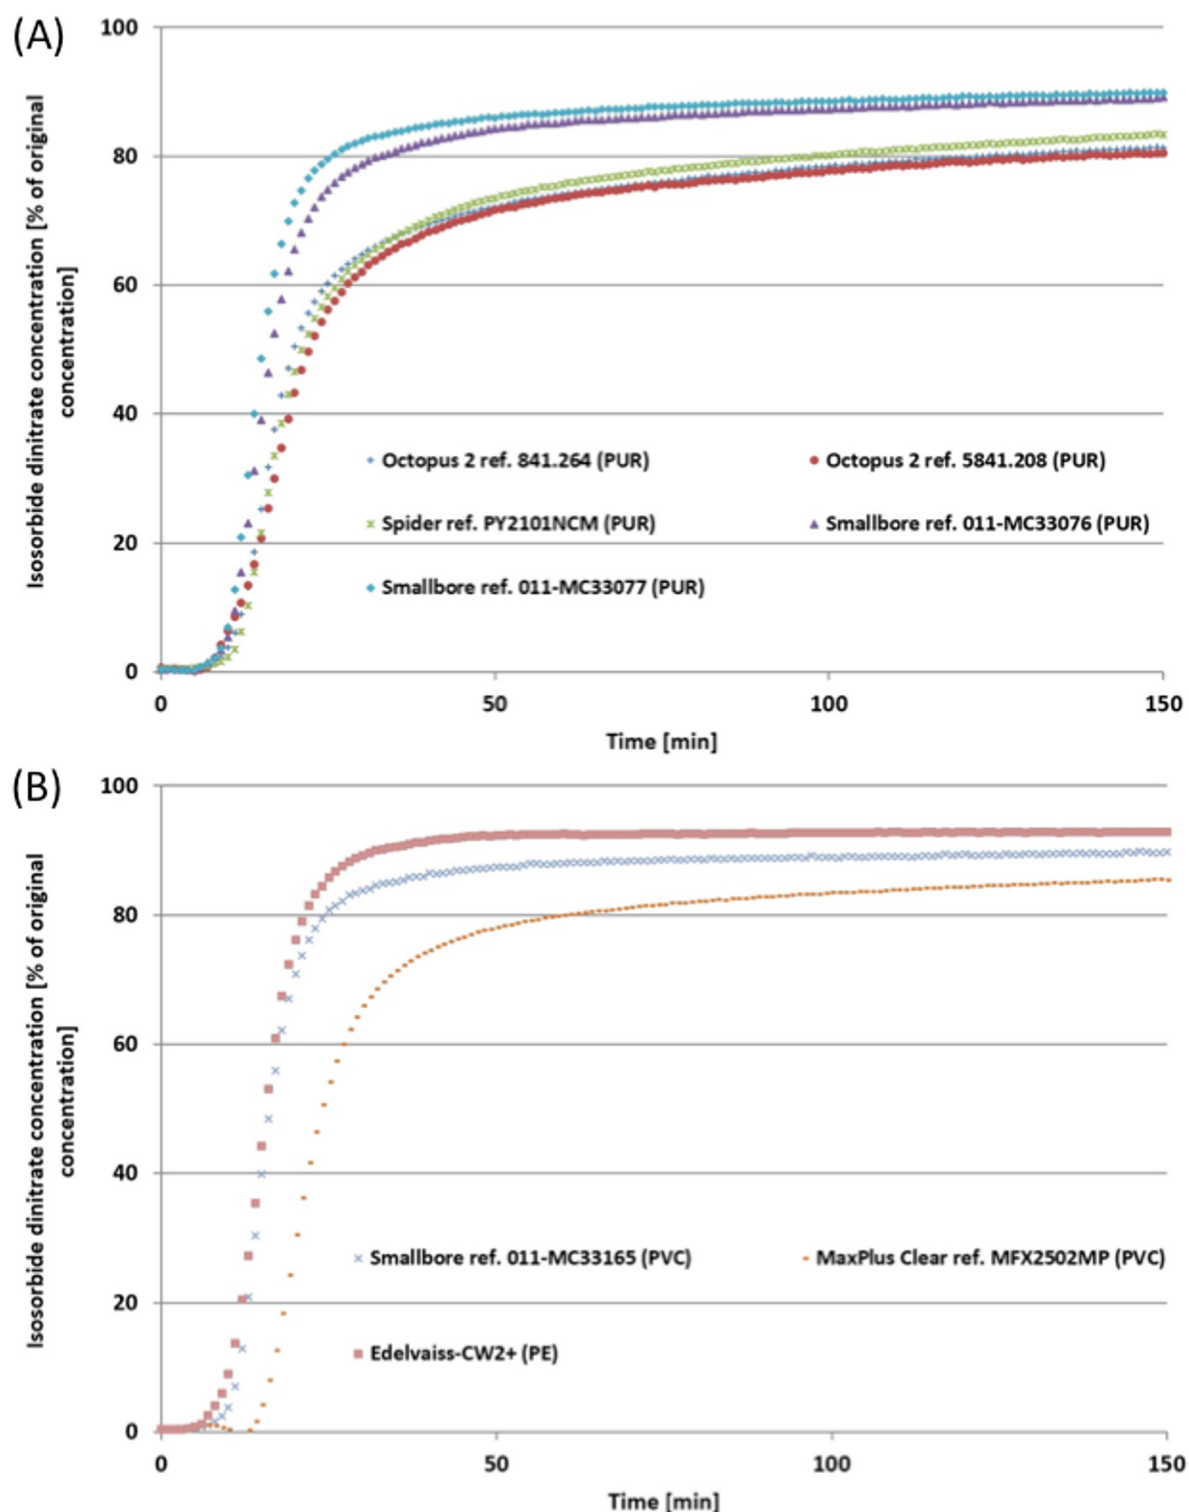 (A)
Isosorbide dinitrate concentration [% of original
concentration]
100
80
60
40
20
0
Octopus 2 ref. 841.264 (PUR)
Octopus 2 ref. 5841.208 (PUR)
Spider ref. PY2101NCM (PUR)
Smallbore ref. 011-MC33076 (PUR)
Smallbore ref. 011-MC33077 (PUR)
0 50 100 150
Time [min]
(B)
Isosorbide dinitrate concentration [% of original
concentration]
100
80
60
40
20
0
Smallbore ref. 011-MC33165 (PVC)
MaxPlus Clear ref. MFX2502MP (PVC)
Edelvaiss-CW2+ (PE)
0 50 100 150
Time [min]